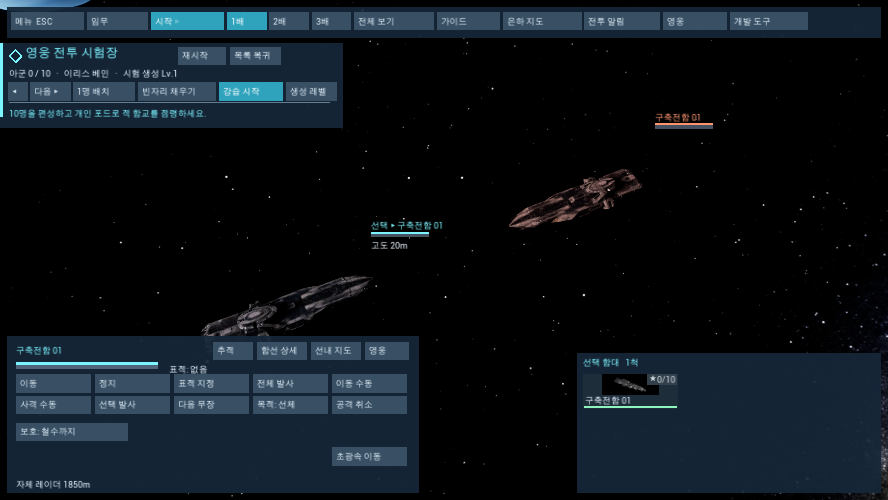 메뉴 ESC 임무 시작 » 1배 2배 3배 전체 보기 가이드 은하 지도 전투 알림 영웅 개발 도구
영웅 전투 시험장 재시작 목록 복귀
아군 0 / 10 · 이리스 베인 · 시험 생성 Lv.1
◂ 다음 ▸ 1명 배치 빈자리 채우기 강습 시작 생성 레벨
10명을 편성하고 개인 포드로 적 함교를 점령하세요.
구축전함 01
선택 ▸ 구축전함 01
고도 20m
구축전함 01 추적 함선 상세 선내 지도 영웅
표적: 없음
이동 정지 표적 지정 전체 발사 이동 수동
사격 수동 선택 발사 다음 무장 목적: 선체 공격 취소
보호: 철수까지
초광속 이동
자체 레이더 1850m
선택 함대 1척
★0/10
구축전함 01